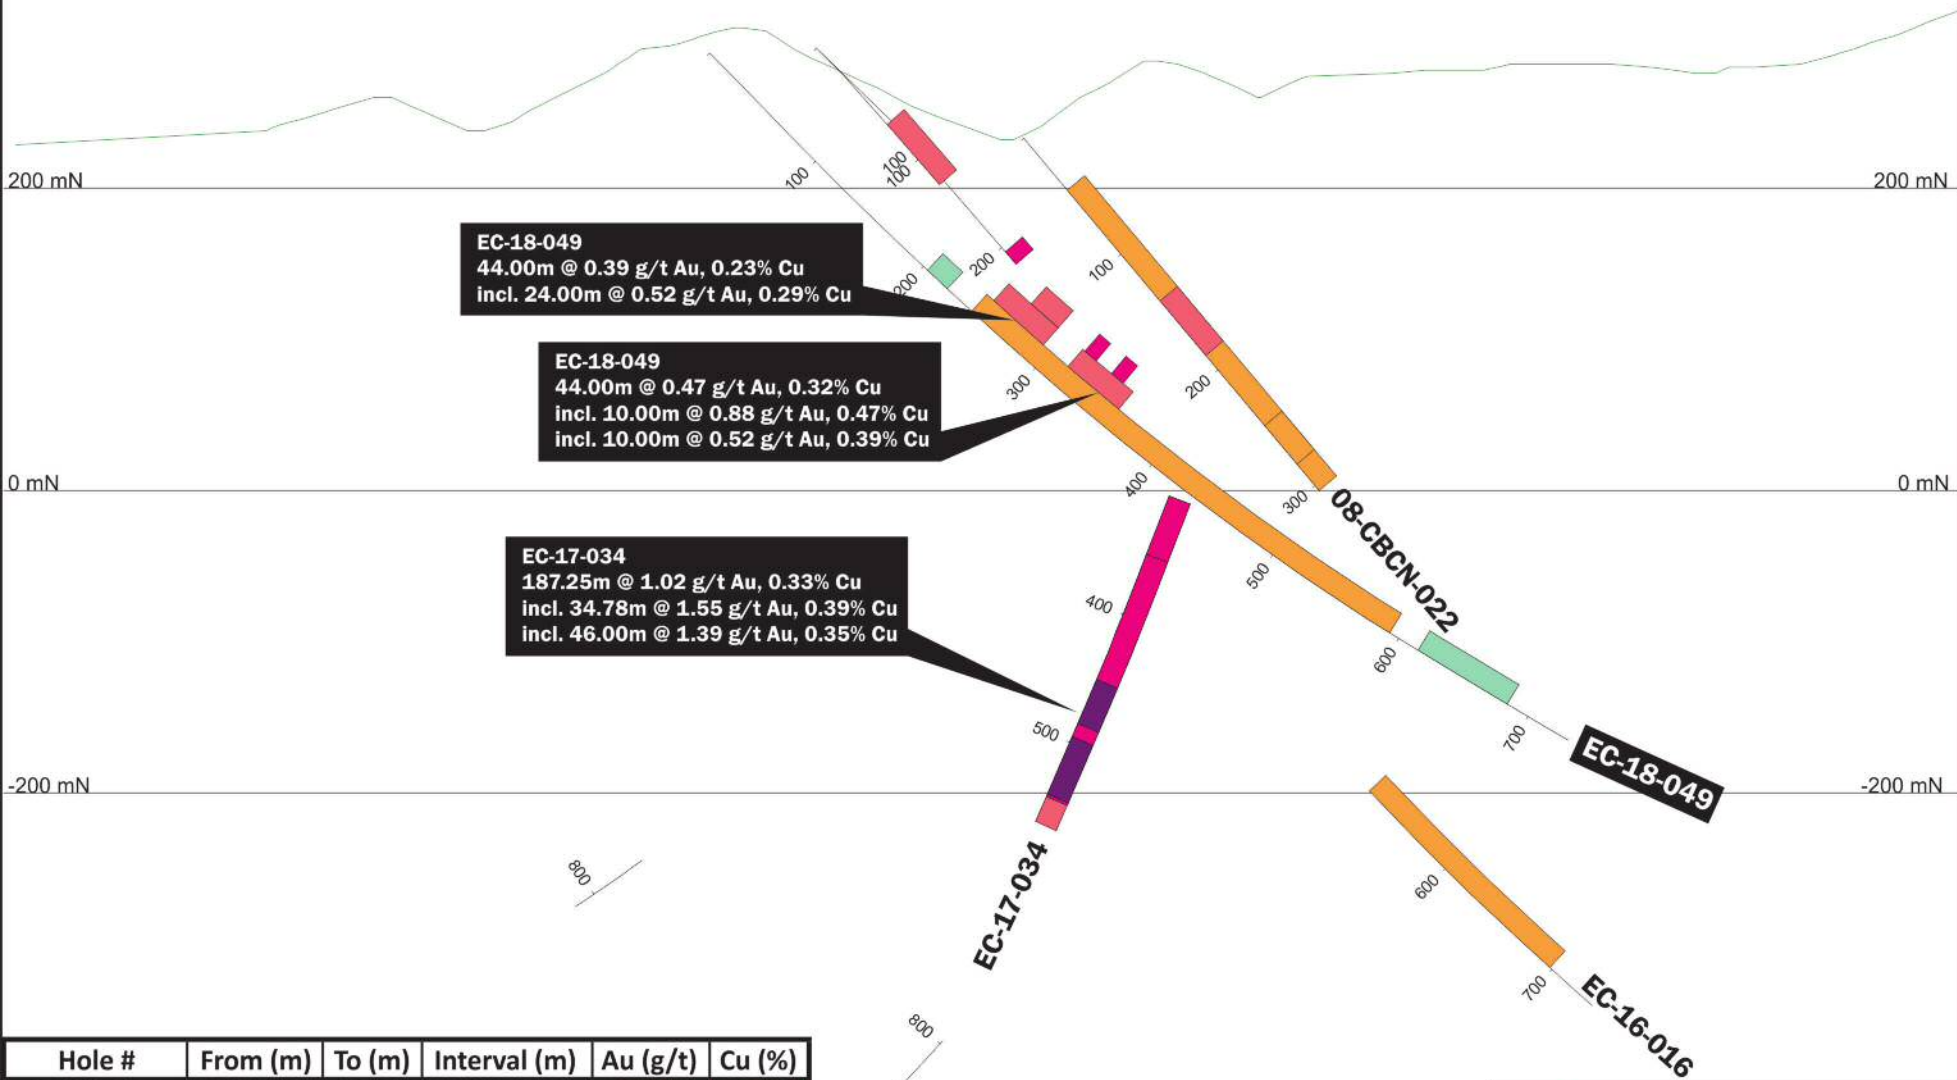 100
100
100
200 mN
200 mN
EC-18-049
44.00m @ 0.39 g/t Au, 0.23% Cu
incl. 24.00m @ 0.52 g/t Au, 0.29% Cu
200
200
100
EC-18-049
44.00m @ 0.47 g/t Au, 0.32% Cu
incl. 10.00m @ 0.88 g/t Au, 0.47% Cu
incl. 10.00m @ 0.52 g/t Au, 0.39% Cu
300
200
0 mN
400
300
0 mN
08-CBCN-022
EC-17-034
187.25m @ 1.02 g/t Au, 0.33% Cu
incl. 34.78m @ 1.55 g/t Au, 0.39% Cu
incl. 46.00m @ 1.39 g/t Au, 0.35% Cu
400
500
600
500
700
EC-18-049
-200 mN
-200 mN
800
EC-17-034
600
700
EC-16-016
800
Hole # From (m) To (m) Interval (m) Au (g/t) Cu (%)